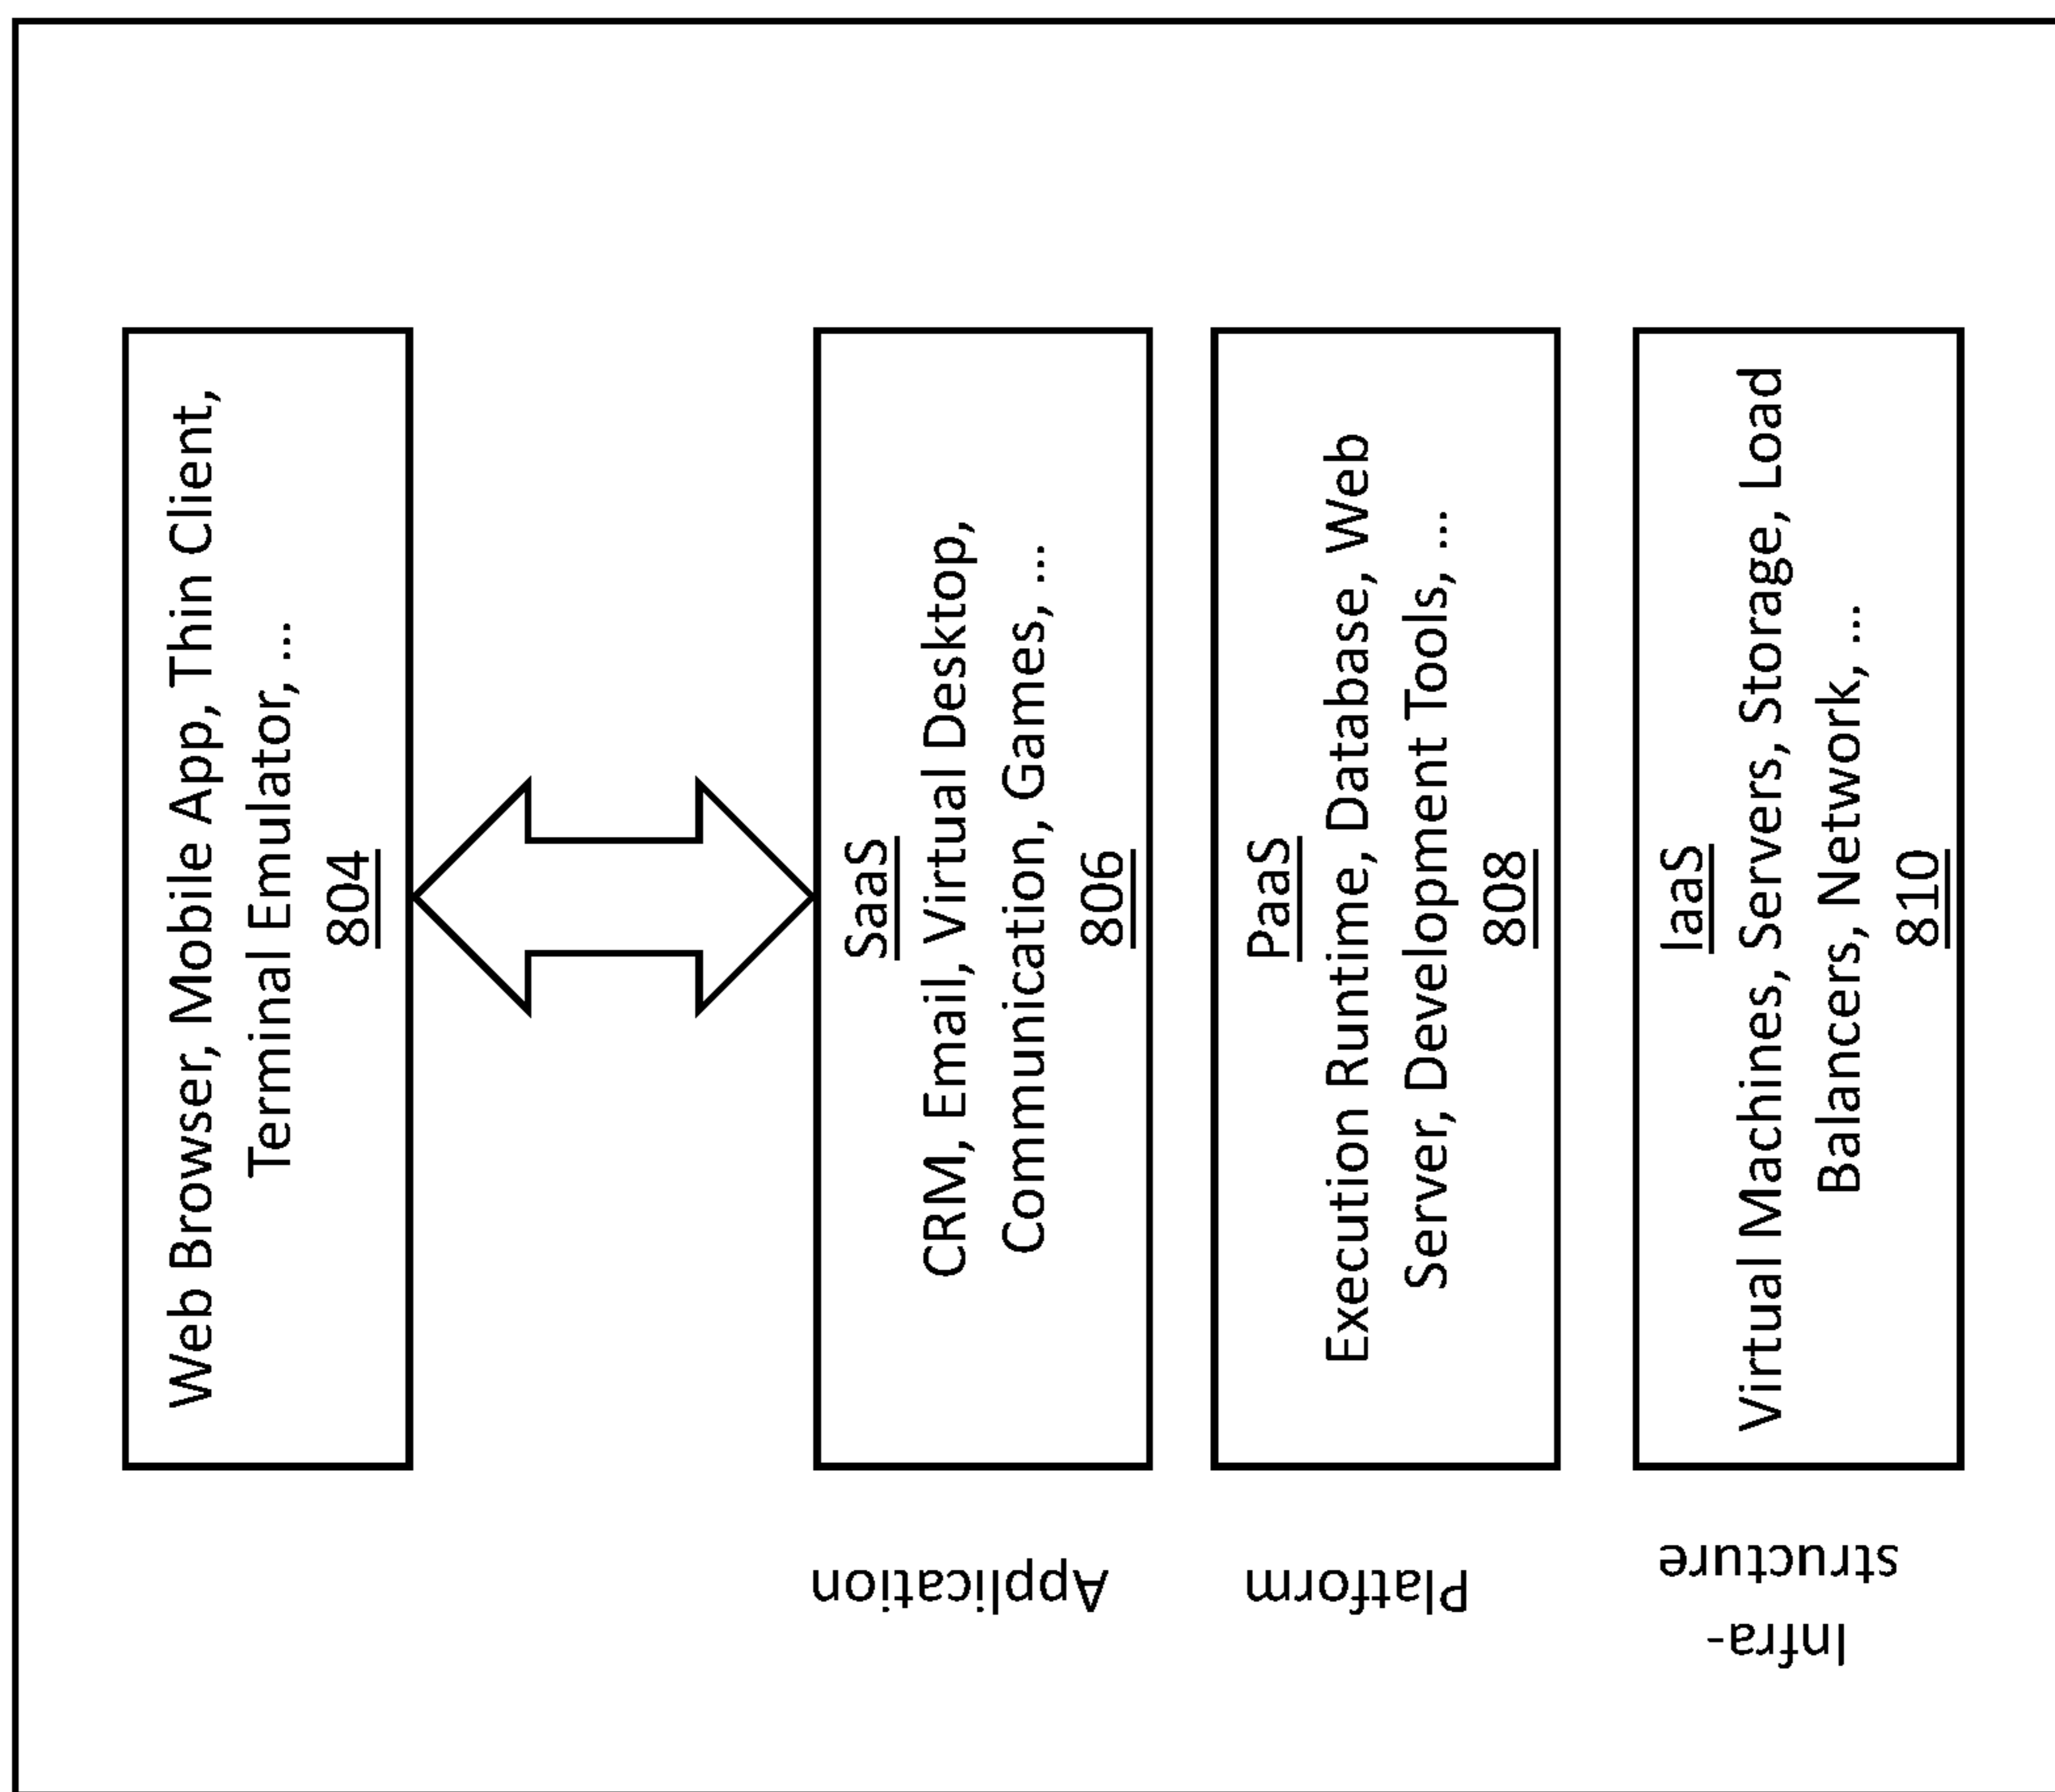 Web Browser, Mobile App, Thin Client,
Terminal Emulator, ...
804
Application
SaaS
CRM, Email, Virtual Desktop,
Communication, Games, ...
806
Platform
PaaS
Execution Runtime, Database, Web
Server, Development Tools, ...
808
Infra-
structure
IaaS
Virtual Machines, Servers, Storage, Load
Balancers, Network, ...
810